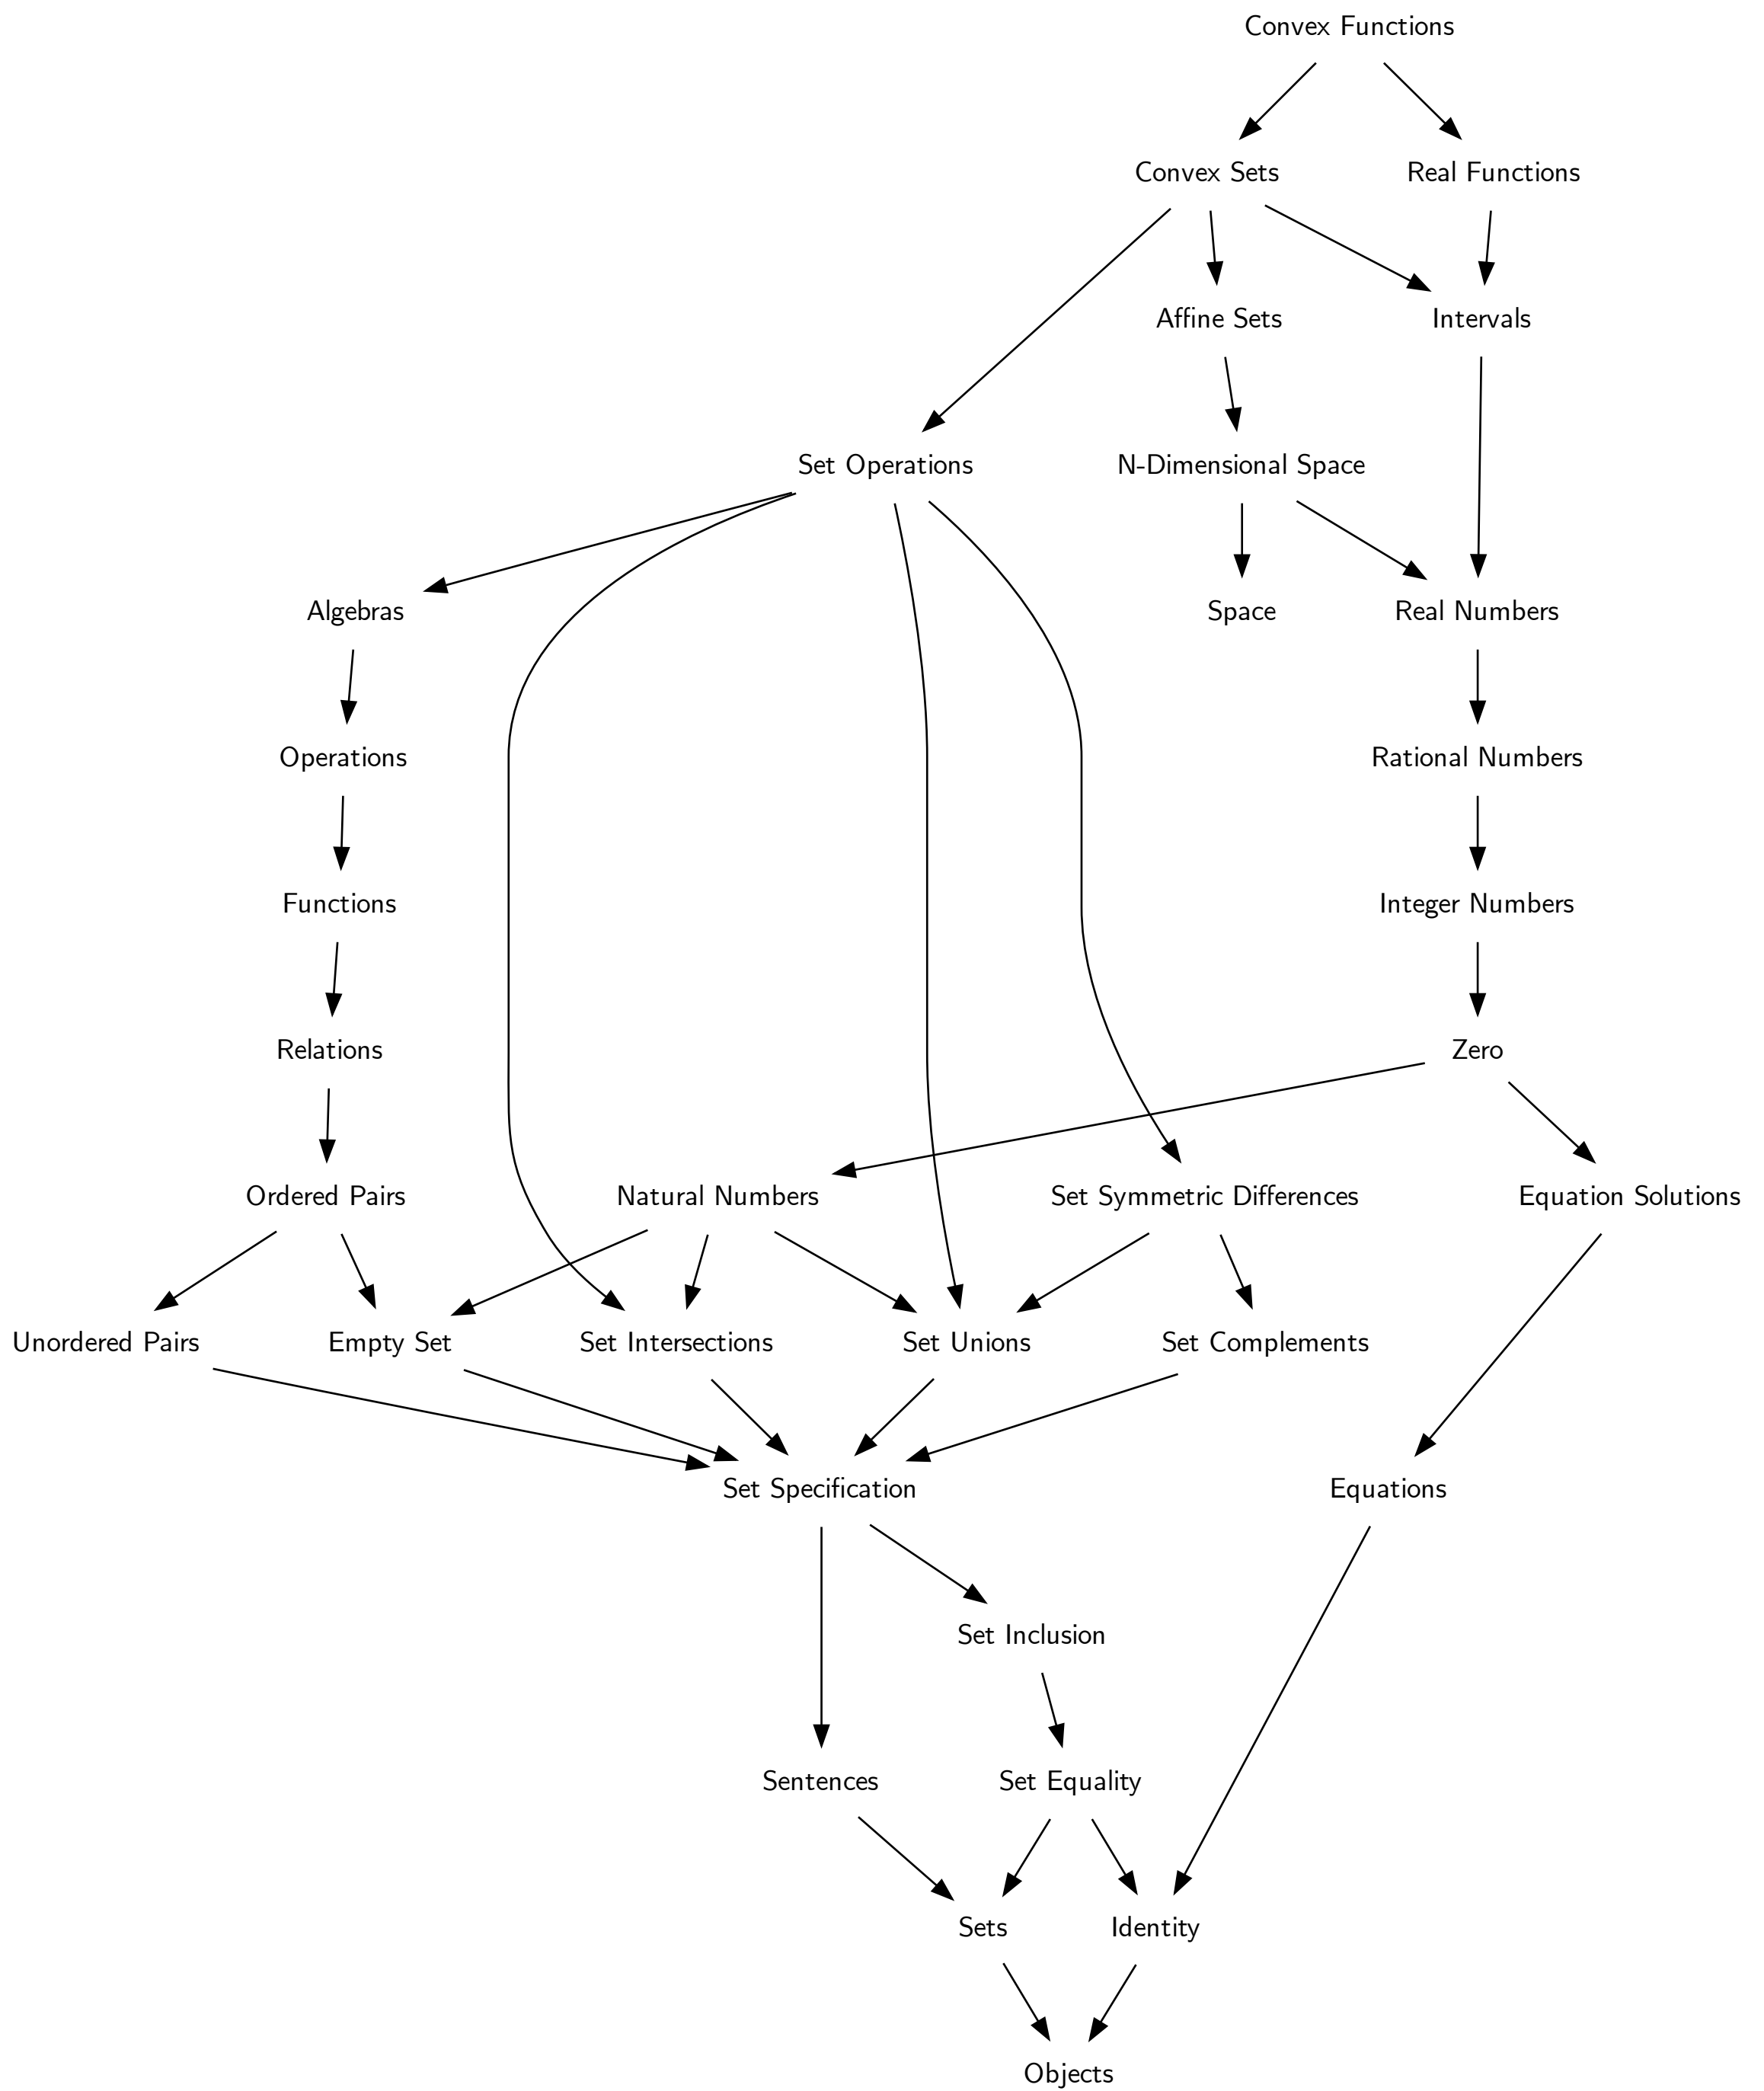 Convex Functions
Convex Sets
Real Functions
Affine Sets
Intervals
Set Operations
N-Dimensional Space
Algebras
Space
Real Numbers
Operations
Rational Numbers
Functions
Integer Numbers
Relations
Zero
Ordered Pairs
Natural Numbers
Set Symmetric Differences
Equation Solutions
Unordered Pairs
Empty Set
Set Intersections
Set Unions
Set Complements
Set Specification
Equations
Set Inclusion
Sentences
Set Equality
Sets
Identity
Objects